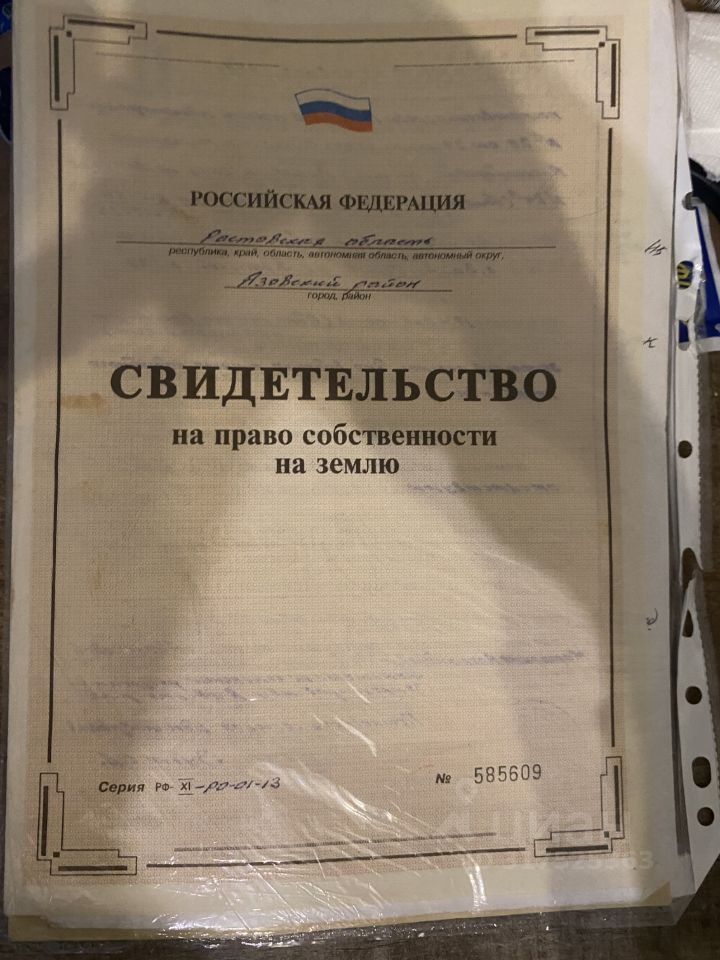 РОССИЙСКАЯ ФЕДЕРАЦИЯ
Ростовская область
республика, край, область, автономная область, автономный округ,
Азовский район
город, район
СВИДЕТЕЛЬСТВО
на право собственности
на землю
Серия РФ-XI-РО-01-13 № 585609
циан